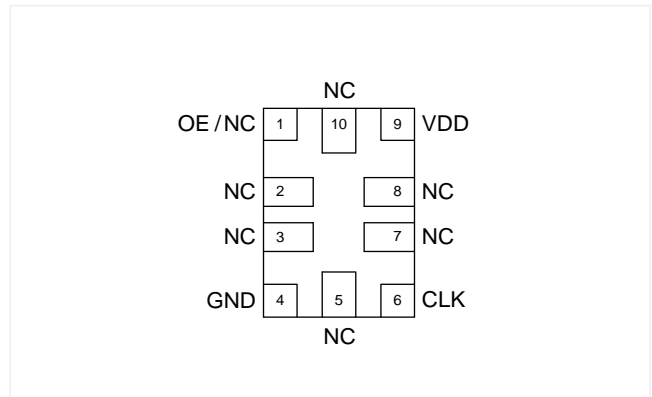 NC
OE/NC 1 10 9 VDD
NC 2 8 NC
NC 3 7 NC
GND 4 5 6 CLK
NC